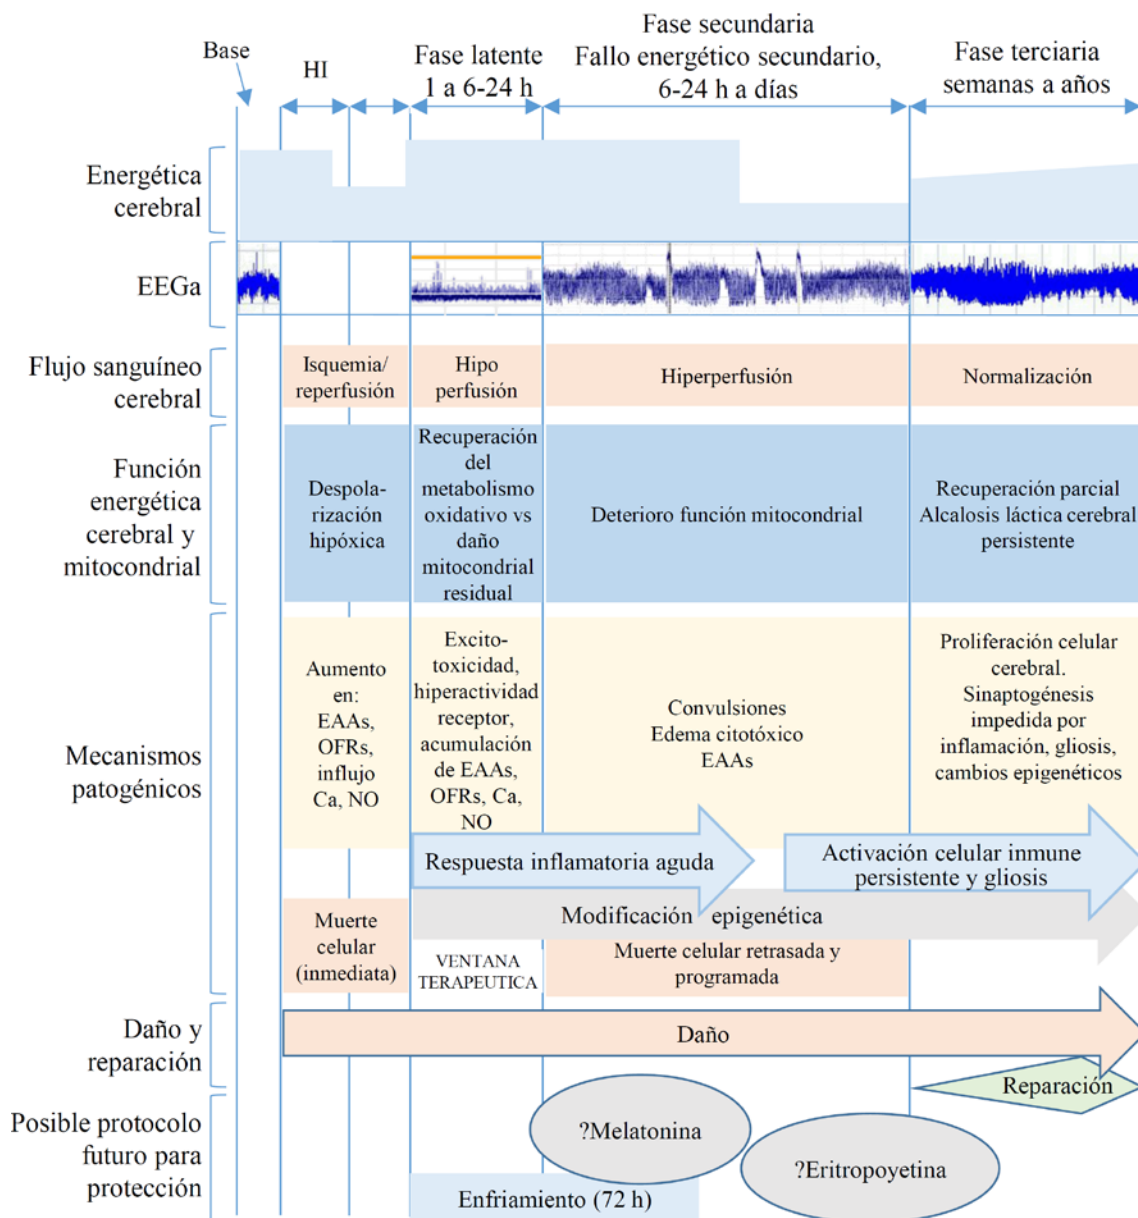 Base
HI
Fase latente
1 a 6-24 h
Fase secundaria
Fallo energético secundario,
6-24 h a días
Fase terciaria
semanas a años
Energética
cerebral
EEGa
Flujo sanguíneo
cerebral
Isquemia/
reperfusión
Hipo
perfusión
Hiperperfusión
Normalización
Función
energética
cerebral y
mitocondrial
Despola-
rización
hipóxica
Recuperación
del
metabolismo
oxidativo vs
daño
mitocondrial
residual
Deterioro función mitocondrial
Recuperación parcial
Alcalosis láctica cerebral
persistente
Mecanismos
patogénicos
Aumento
en:
EAAs,
OFRs,
influjo
Ca, NO
Excito-
toxicidad,
hiperactividad
receptor,
acumulación
de EAAs,
OFRs, Ca,
NO
Convulsiones
Edema citotóxico
EAAs
Proliferación celular
cerebral.
Sinaptogénesis
impedida por
inflamación, gliosis,
cambios epigenéticos
Respuesta inflamatoria aguda
Activación celular inmune
persistente y gliosis
Modificación epigenética
Muerte
celular
(inmediata)
VENTANA
TERAPEUTICA
Muerte celular retrasada y
programada
Daño y
reparación
Daño
Reparación
Posible protocolo
futuro para
protección
?Melatonina
?Eritropoyetina
Enfriamiento (72 h)